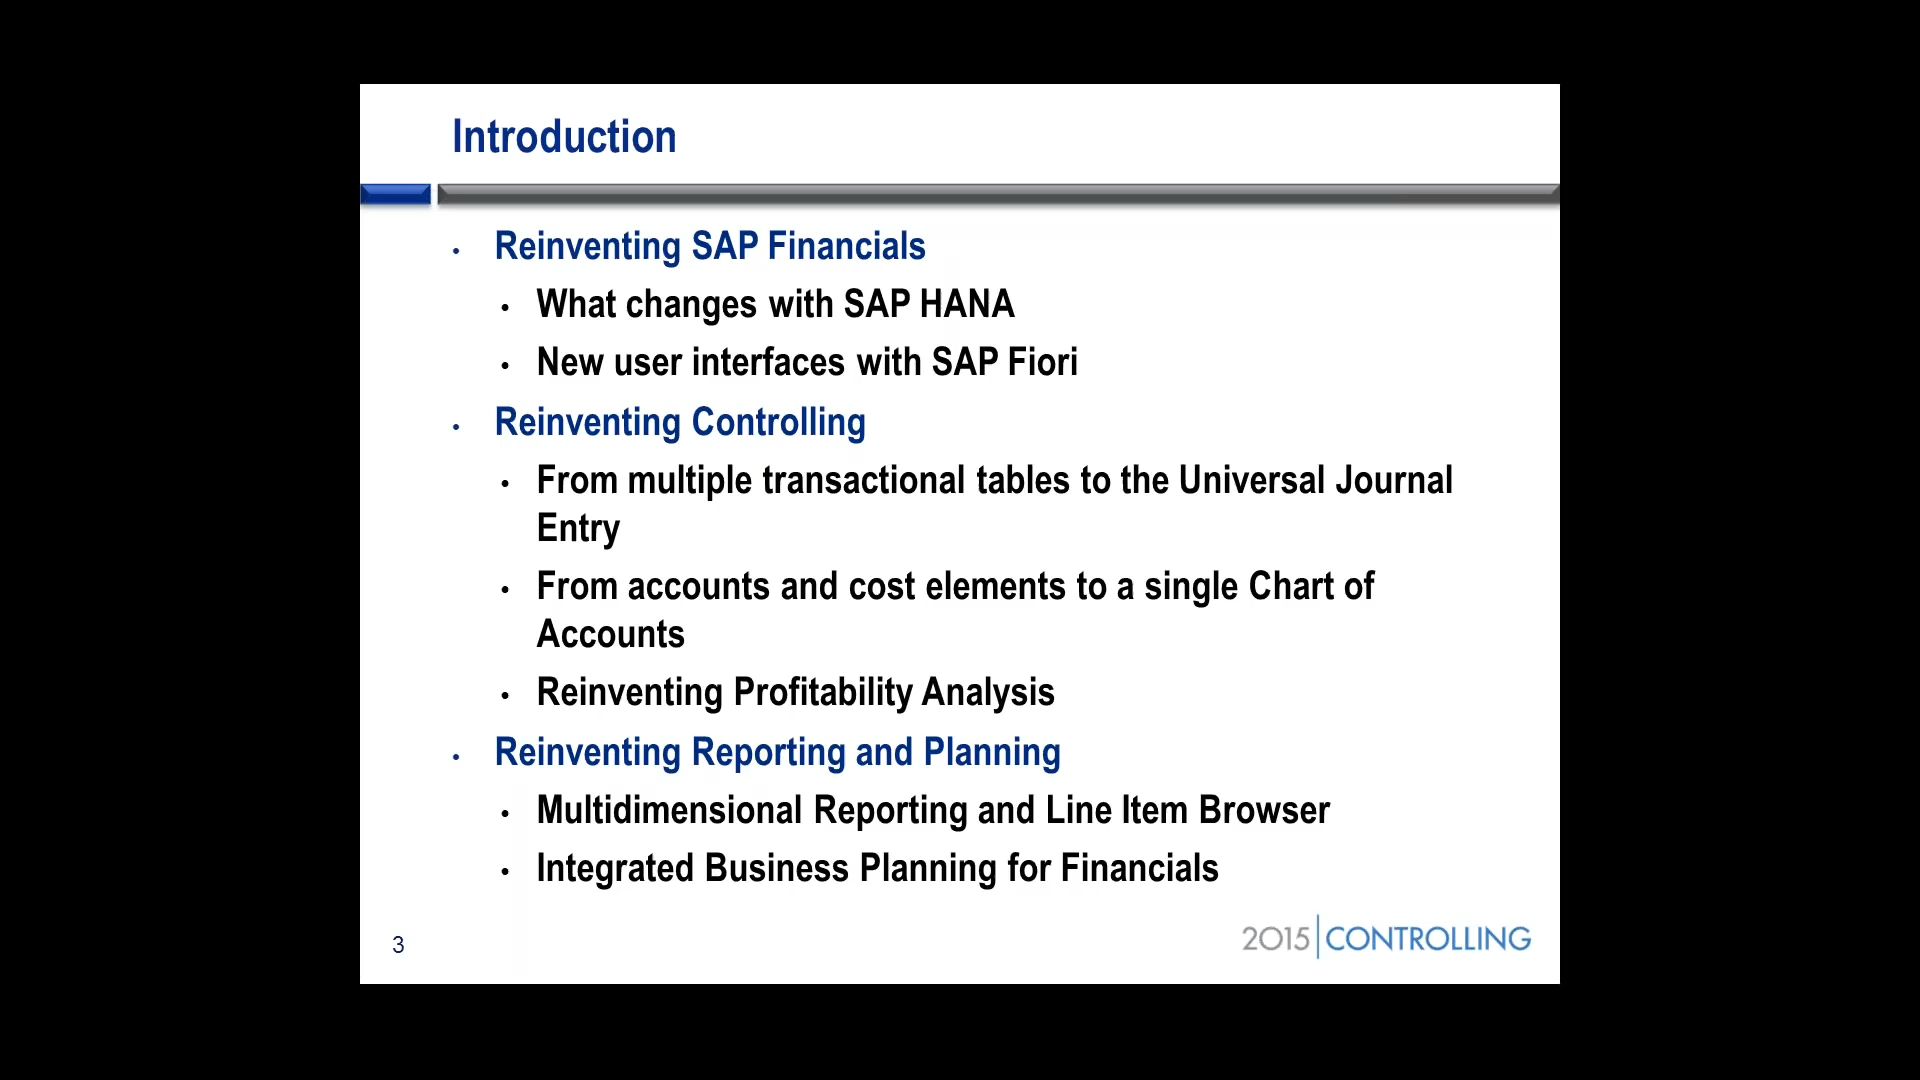 Introduction
• Reinventing SAP Financials
• What changes with SAP HANA
• New user interfaces with SAP Fiori
• Reinventing Controlling
• From multiple transactional tables to the Universal Journal
Entry
• From accounts and cost elements to a single Chart of
Accounts
• Reinventing Profitability Analysis
• Reinventing Reporting and Planning
• Multidimensional Reporting and Line Item Browser
• Integrated Business Planning for Financials
3
2015 | CONTROLLING